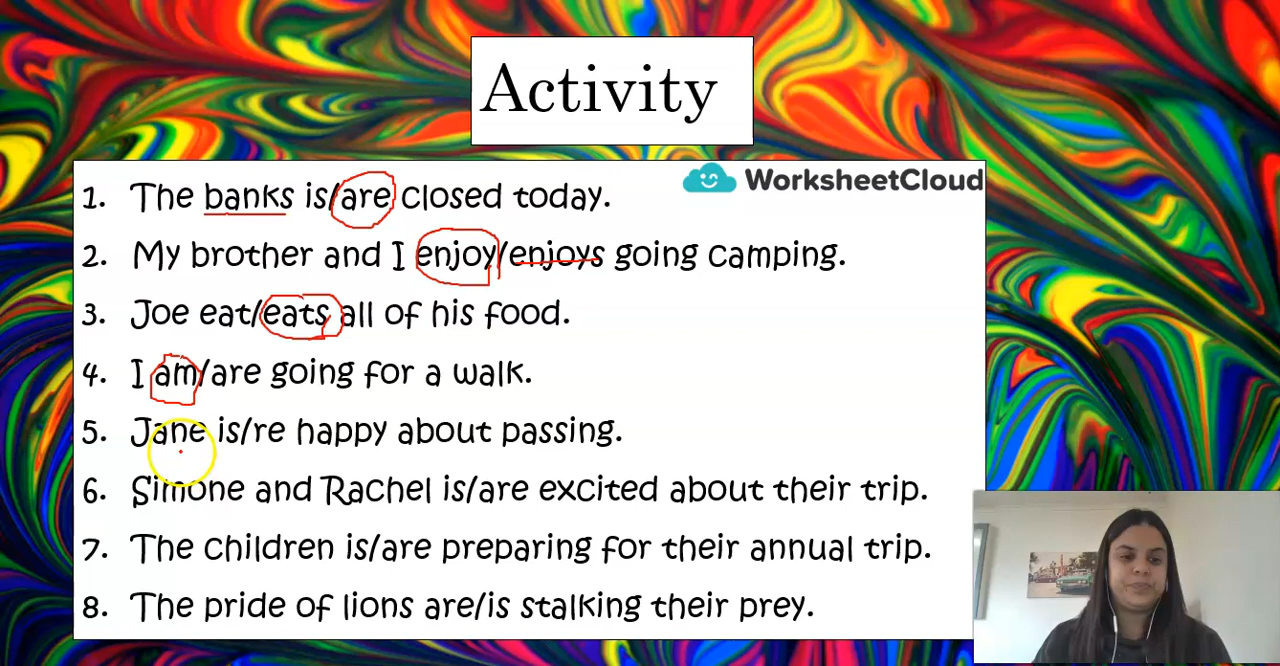 Activity
WorksheetCloud
1. The banks is/are closed today.
2. My brother and I enjoy/enjoys going camping.
3. Joe eat/eats all of his food.
4. I am/are going for a walk.
5. Jane is/re happy about passing.
6. Simone and Rachel is/are excited about their trip.
7. The children is/are preparing for their annual trip.
8. The pride of lions are/is stalking their prey.